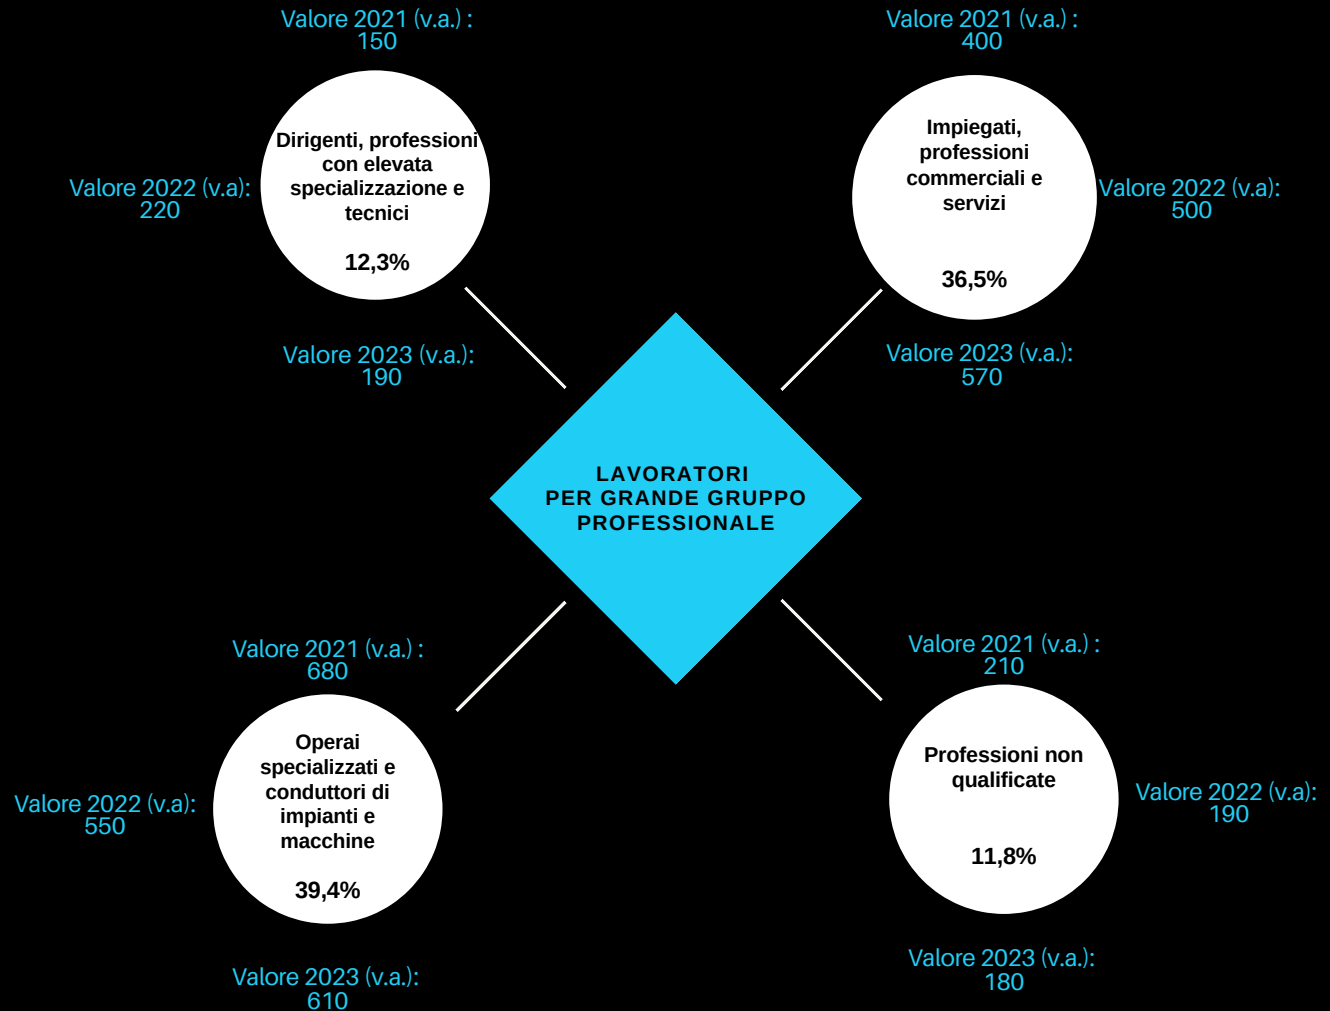 Valore 2021 (v.a.) :
150
Dirigenti, professioni
con elevata
specializzazione e
tecnici
12,3%
Valore 2022 (v.a):
220
Valore 2023 (v.a.):
190
Valore 2021 (v.a.) :
400
Impiegati,
professioni
commerciali e
servizi
36,5%
Valore 2022 (v.a):
500
Valore 2023 (v.a.):
570
LAVORATORI
PER GRANDE GRUPPO
PROFESSIONALE
Valore 2021 (v.a.) :
680
Operai
specializzati e
conduttori di
impianti e
macchine
39,4%
Valore 2022 (v.a):
550
Valore 2023 (v.a.):
610
Valore 2021 (v.a.) :
210
Professioni non
qualificate
11,8%
Valore 2022 (v.a):
190
Valore 2023 (v.a.):
180